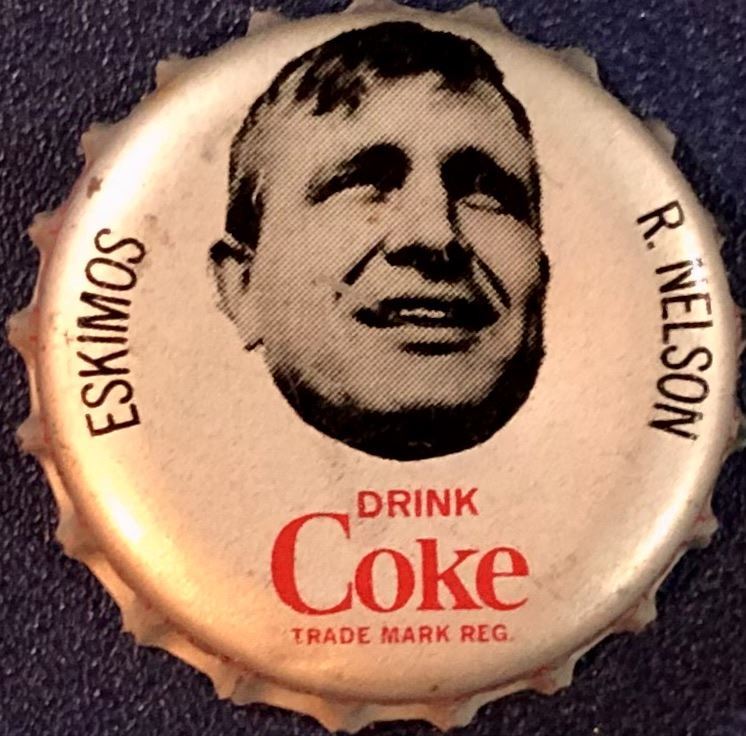 ESKIMOS
R. NELSON
DRINK
Coke
TRADE MARK REG.